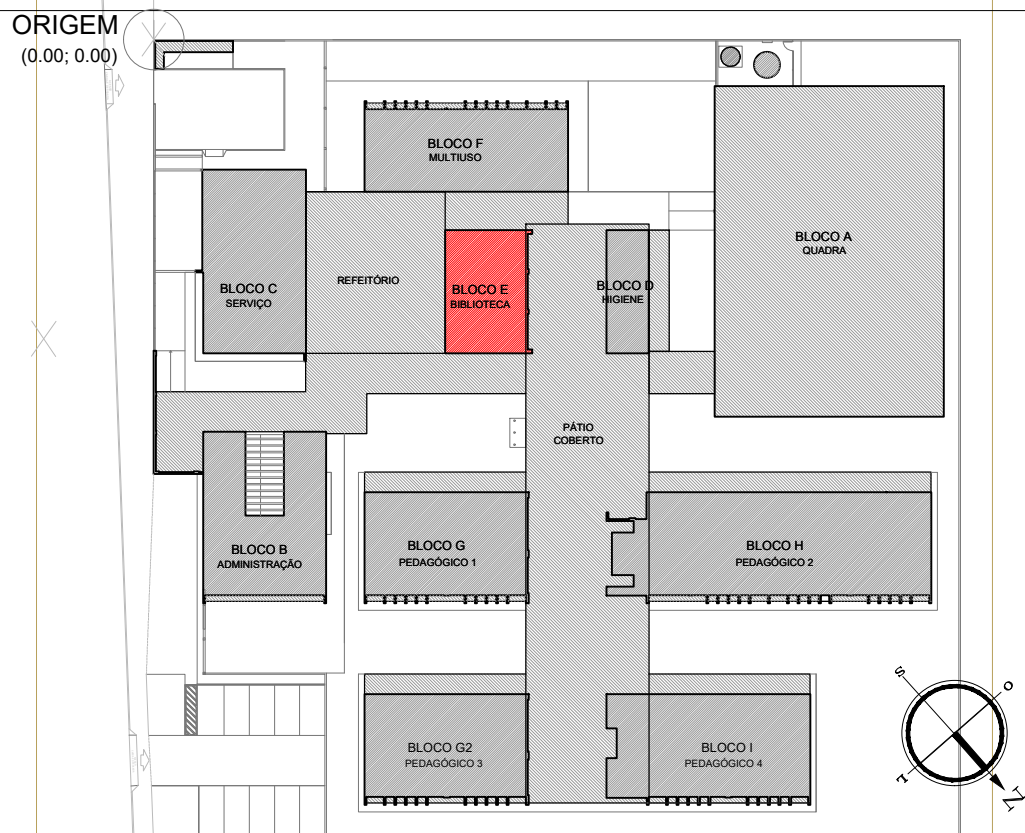 ORIGEM
(0.00; 0.00)
BLOCO F
MULTIUSO
BLOCO A
QUADRA
BLOCO C
SERVIÇO
REFEITÓRIO
BLOCO E
BIBLIOTECA
BLOCO D
HIGIENE
PÁTIO
COBERTO
BLOCO B
ADMINISTRAÇÃO
BLOCO G
PEDAGÓGICO 1
BLOCO H
PEDAGÓGICO 2
BLOCO G2
PEDAGÓGICO 3
BLOCO I
PEDAGÓGICO 4
S
O
L
N